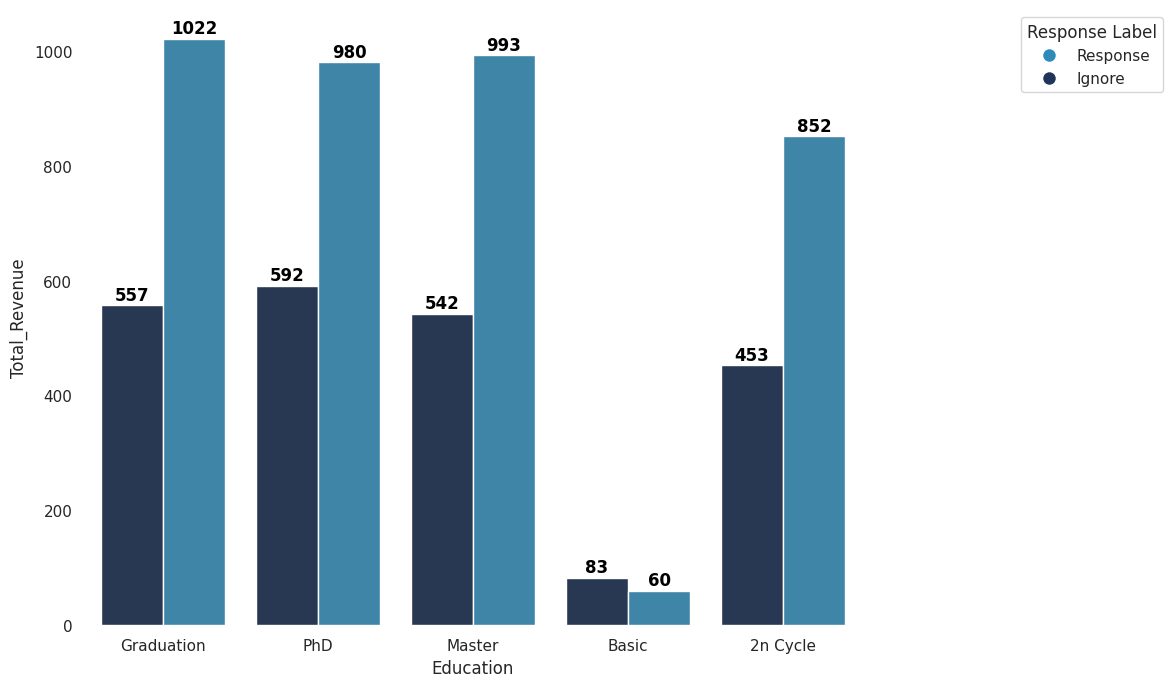 Response Label
Response
Ignore
Total_Revenue
1000
800
600
400
200
0
1022
980
993
852
557
592
542
453
83
60
Graduation
PhD
Master
Basic
2n Cycle
Education